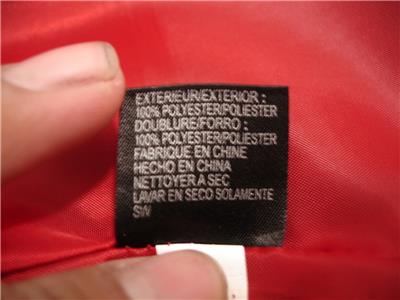 EXTERIEUR/EXTERIOR :
100% POLYESTER/POLIESTER
DOUBLURE/FORRO :
100% POLYESTER/POLIESTER
FABRIQUE EN CHINE
HECHO EN CHINA
NETTOYER A SEC
LAVAR EN SECO SOLAMENTE
SW